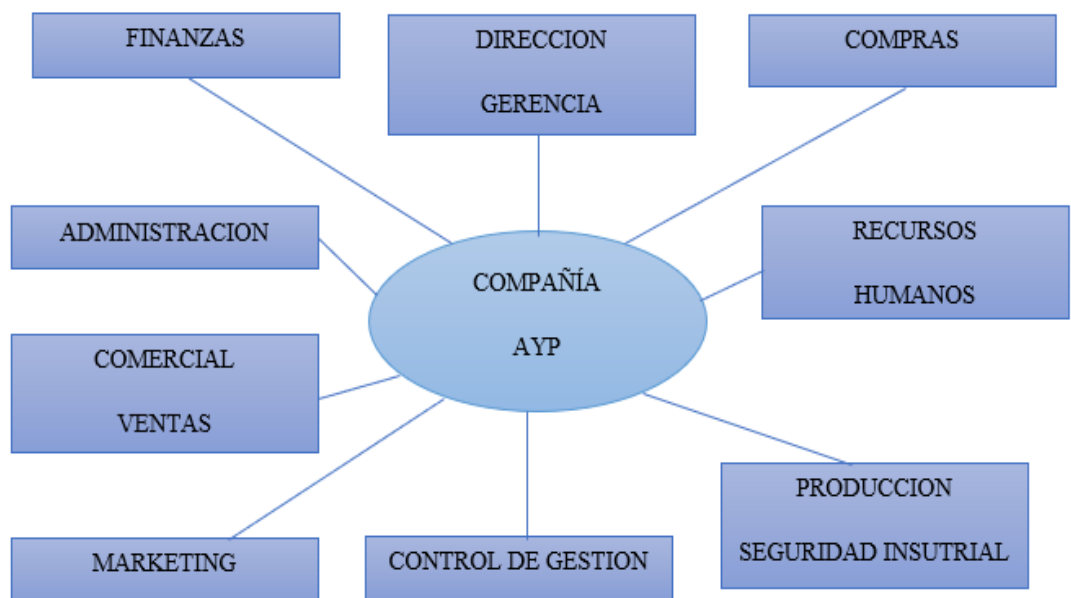 FINANZAS
DIRECCION
GERENCIA
COMPRAS
ADMINISTRACION
COMPAÑÍA
AYP
RECURSOS
HUMANOS
COMERCIAL
VENTAS
MARKETING
CONTROL DE GESTION
PRODUCCION
SEGURIDAD INSUTRIAL